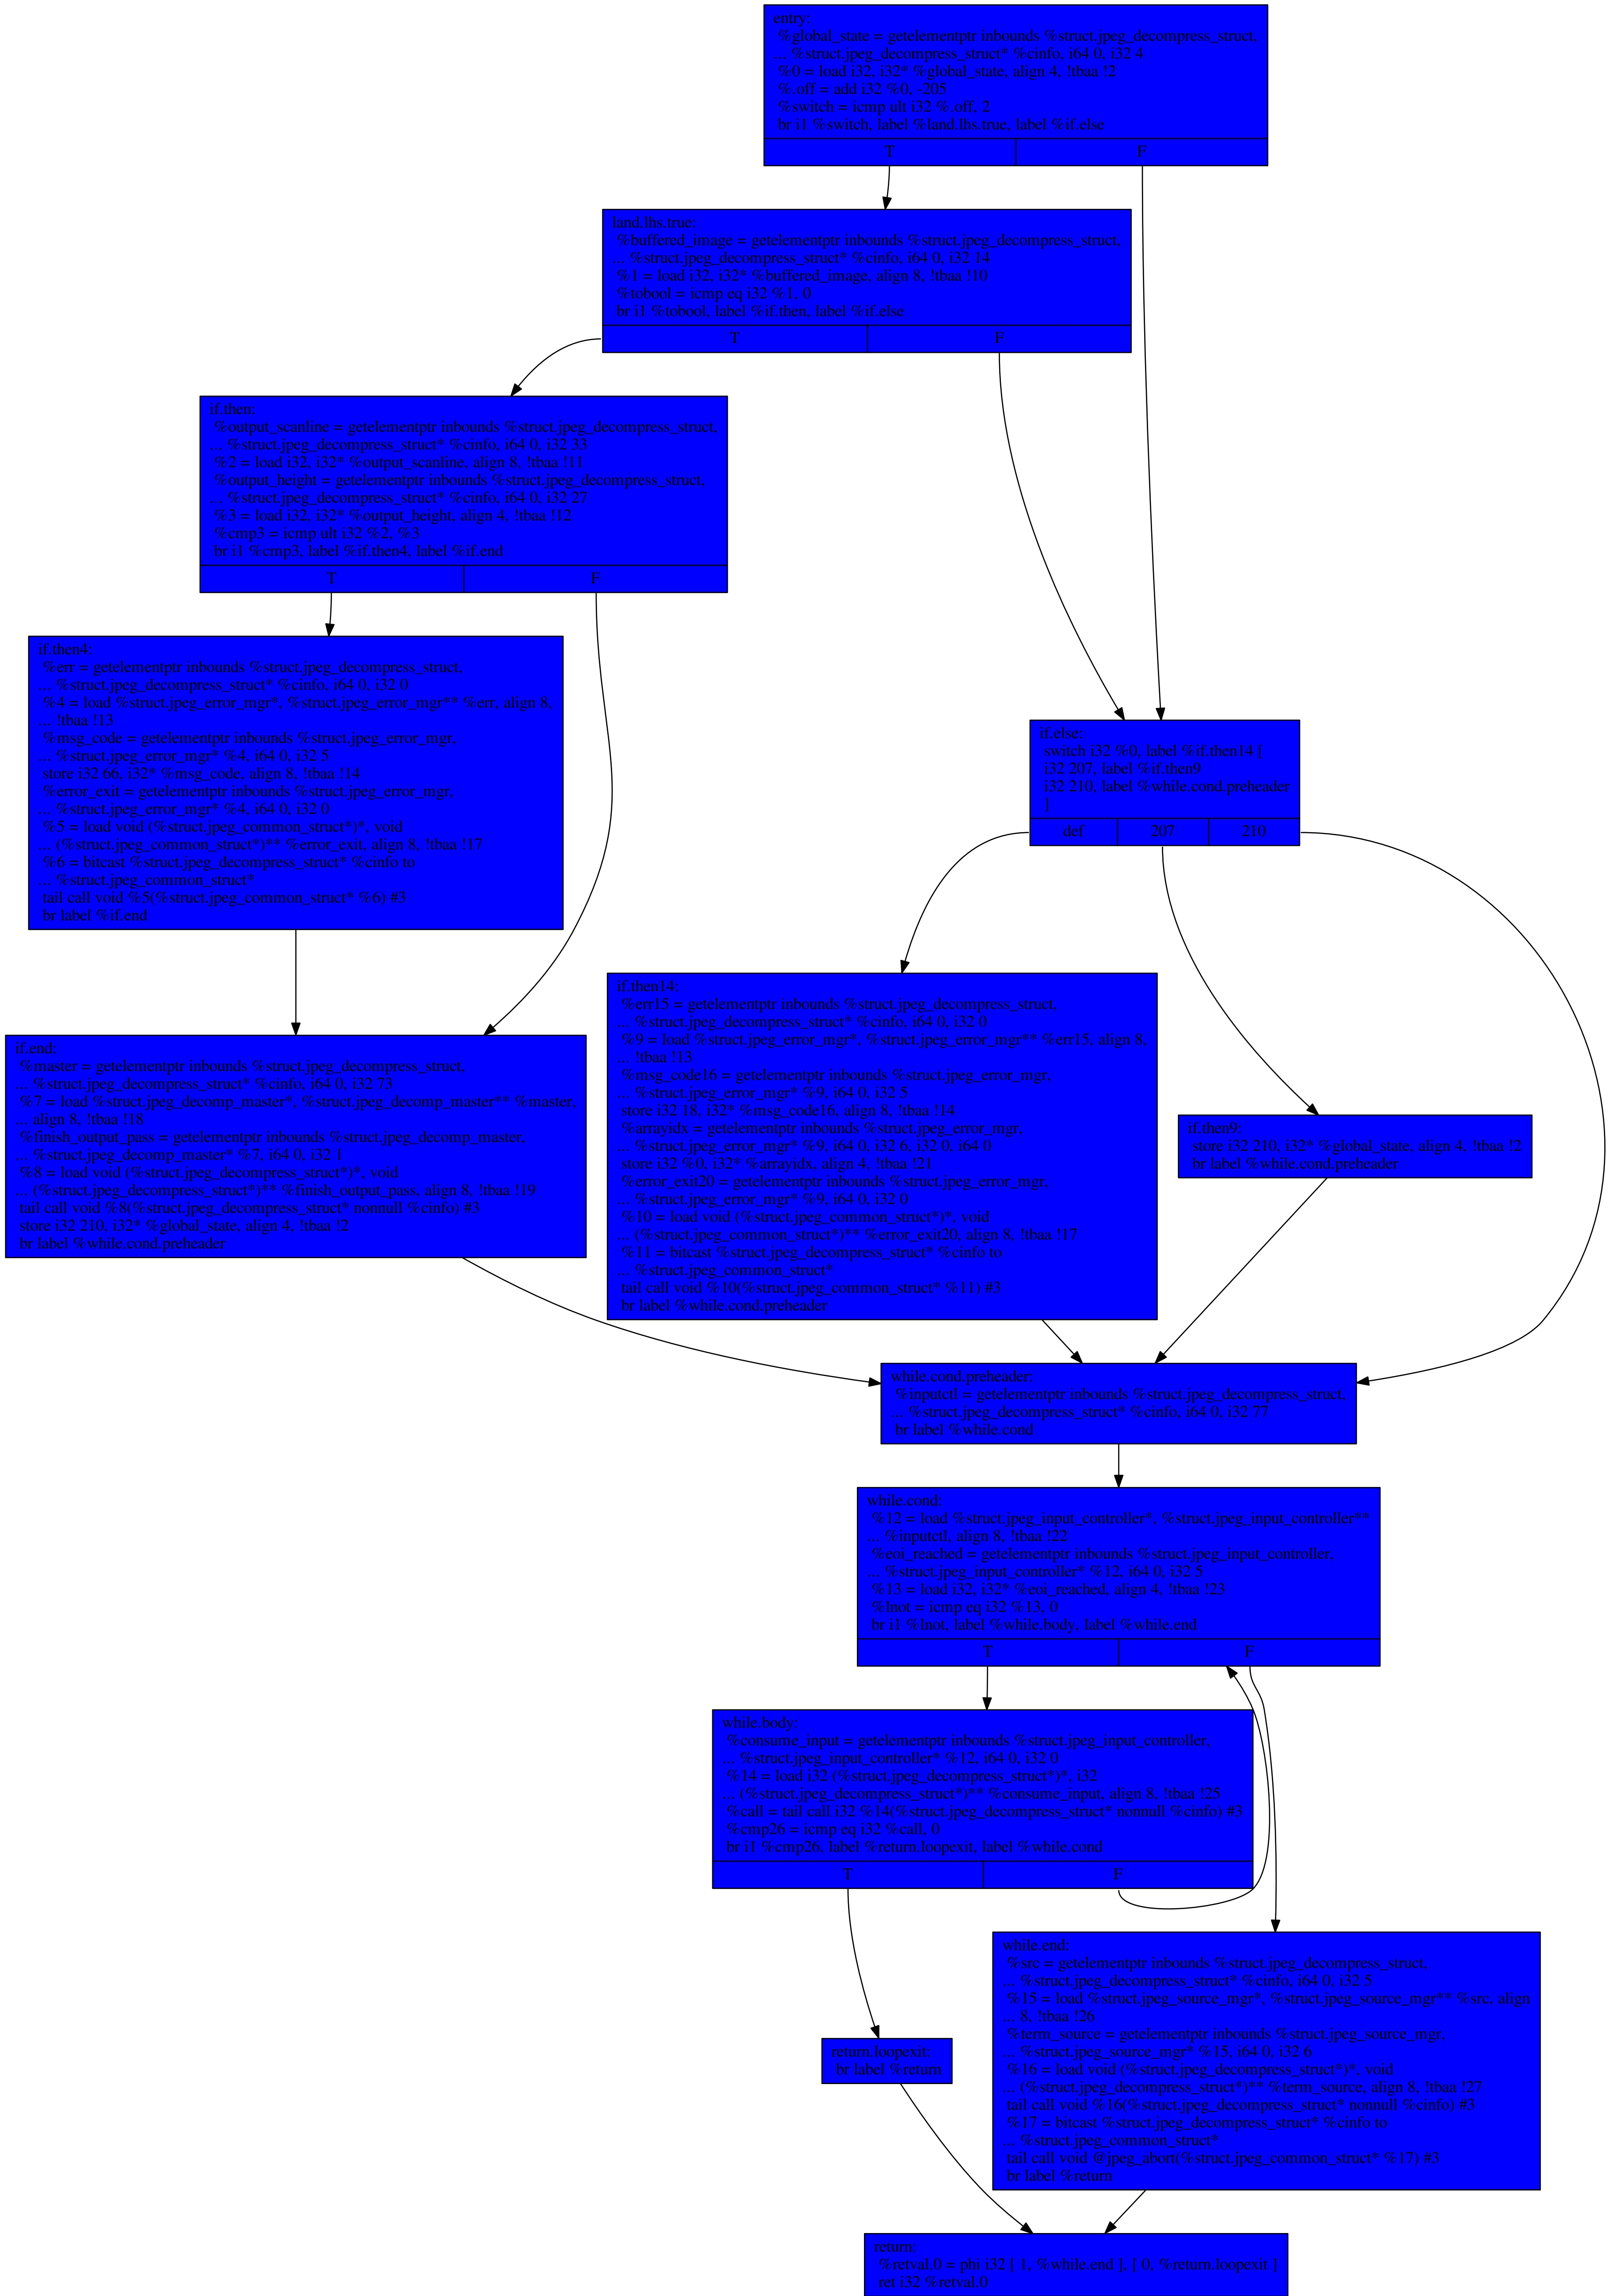 entry:
%global_state = getelementptr inbounds %struct.jpeg_decompress_struct,
... %struct.jpeg_decompress_struct* %cinfo, i64 0, i32 4
%0 = load i32, i32* %global_state, align 4, !tbaa !2
%.off = add i32 %0, -205
%switch = icmp ult i32 %.off, 2
br i1 %switch, label %land.lhs.true, label %if.else
T F
land.lhs.true:
%buffered_image = getelementptr inbounds %struct.jpeg_decompress_struct,
... %struct.jpeg_decompress_struct* %cinfo, i64 0, i32 14
%1 = load i32, i32* %buffered_image, align 8, !tbaa !10
%tobool = icmp eq i32 %1, 0
br i1 %tobool, label %if.then, label %if.else
T F
if.then:
%output_scanline = getelementptr inbounds %struct.jpeg_decompress_struct,
... %struct.jpeg_decompress_struct* %cinfo, i64 0, i32 33
%2 = load i32, i32* %output_scanline, align 8, !tbaa !11
%output_height = getelementptr inbounds %struct.jpeg_decompress_struct,
... %struct.jpeg_decompress_struct* %cinfo, i64 0, i32 27
%3 = load i32, i32* %output_height, align 4, !tbaa !12
%cmp3 = icmp ult i32 %2, %3
br i1 %cmp3, label %if.then4, label %if.end
T F
if.then4:
%err = getelementptr inbounds %struct.jpeg_decompress_struct,
... %struct.jpeg_decompress_struct* %cinfo, i64 0, i32 0
%4 = load %struct.jpeg_error_mgr*, %struct.jpeg_error_mgr** %err, align 8,
... !tbaa !13
%msg_code = getelementptr inbounds %struct.jpeg_error_mgr,
... %struct.jpeg_error_mgr* %4, i64 0, i32 5
store i32 66, i32* %msg_code, align 8, !tbaa !14
%error_exit = getelementptr inbounds %struct.jpeg_error_mgr,
... %struct.jpeg_error_mgr* %4, i64 0, i32 0
%5 = load void (%struct.jpeg_common_struct*)*, void
... (%struct.jpeg_common_struct*)** %error_exit, align 8, !tbaa !17
%6 = bitcast %struct.jpeg_decompress_struct* %cinfo to
... %struct.jpeg_common_struct*
tail call void %5(%struct.jpeg_common_struct* %6) #3
br label %if.end
if.else:
switch i32 %0, label %if.then14 [
i32 207, label %if.then9
i32 210, label %while.cond.preheader
]
def 207 210
if.end:
%master = getelementptr inbounds %struct.jpeg_decompress_struct,
... %struct.jpeg_decompress_struct* %cinfo, i64 0, i32 73
%7 = load %struct.jpeg_decomp_master*, %struct.jpeg_decomp_master** %master,
... align 8, !tbaa !18
%finish_output_pass = getelementptr inbounds %struct.jpeg_decomp_master,
... %struct.jpeg_decomp_master* %7, i64 0, i32 1
%8 = load void (%struct.jpeg_decompress_struct*)*, void
... (%struct.jpeg_decompress_struct*)** %finish_output_pass, align 8, !tbaa !19
tail call void %8(%struct.jpeg_decompress_struct* nonnull %cinfo) #3
store i32 210, i32* %global_state, align 4, !tbaa !2
br label %while.cond.preheader
if.then14:
%err15 = getelementptr inbounds %struct.jpeg_decompress_struct,
... %struct.jpeg_decompress_struct* %cinfo, i64 0, i32 0
%9 = load %struct.jpeg_error_mgr*, %struct.jpeg_error_mgr** %err15, align 8,
... !tbaa !13
%msg_code16 = getelementptr inbounds %struct.jpeg_error_mgr,
... %struct.jpeg_error_mgr* %9, i64 0, i32 5
store i32 18, i32* %msg_code16, align 8, !tbaa !14
%arrayidx = getelementptr inbounds %struct.jpeg_error_mgr,
... %struct.jpeg_error_mgr* %9, i64 0, i32 6, i32 0, i64 0
store i32 %0, i32* %arrayidx, align 4, !tbaa !21
%error_exit20 = getelementptr inbounds %struct.jpeg_error_mgr,
... %struct.jpeg_error_mgr* %9, i64 0, i32 0
%10 = load void (%struct.jpeg_common_struct*)*, void
... (%struct.jpeg_common_struct*)** %error_exit20, align 8, !tbaa !17
%11 = bitcast %struct.jpeg_decompress_struct* %cinfo to
... %struct.jpeg_common_struct*
tail call void %10(%struct.jpeg_common_struct* %11) #3
br label %while.cond.preheader
if.then9:
store i32 210, i32* %global_state, align 4, !tbaa !2
br label %while.cond.preheader
while.cond.preheader:
%inputctl = getelementptr inbounds %struct.jpeg_decompress_struct,
... %struct.jpeg_decompress_struct* %cinfo, i64 0, i32 77
br label %while.cond
while.cond:
%12 = load %struct.jpeg_input_controller*, %struct.jpeg_input_controller**
... %inputctl, align 8, !tbaa !22
%eoi_reached = getelementptr inbounds %struct.jpeg_input_controller,
... %struct.jpeg_input_controller* %12, i64 0, i32 5
%13 = load i32, i32* %eoi_reached, align 4, !tbaa !23
%lnot = icmp eq i32 %13, 0
br i1 %lnot, label %while.body, label %while.end
T F
while.body:
%consume_input = getelementptr inbounds %struct.jpeg_input_controller,
... %struct.jpeg_input_controller* %12, i64 0, i32 0
%14 = load i32 (%struct.jpeg_decompress_struct*)*, i32
... (%struct.jpeg_decompress_struct*)** %consume_input, align 8, !tbaa !25
%call = tail call i32 %14(%struct.jpeg_decompress_struct* nonnull %cinfo) #3
%cmp26 = icmp eq i32 %call, 0
br i1 %cmp26, label %return.loopexit, label %while.cond
T F
while.end:
%src = getelementptr inbounds %struct.jpeg_decompress_struct,
... %struct.jpeg_decompress_struct* %cinfo, i64 0, i32 5
%15 = load %struct.jpeg_source_mgr*, %struct.jpeg_source_mgr** %src, align
... 8, !tbaa !26
%term_source = getelementptr inbounds %struct.jpeg_source_mgr,
... %struct.jpeg_source_mgr* %15, i64 0, i32 6
%16 = load void (%struct.jpeg_decompress_struct*)*, void
... (%struct.jpeg_decompress_struct*)** %term_source, align 8, !tbaa !27
tail call void %16(%struct.jpeg_decompress_struct* nonnull %cinfo) #3
%17 = bitcast %struct.jpeg_decompress_struct* %cinfo to
... %struct.jpeg_common_struct*
tail call void @jpeg_abort(%struct.jpeg_common_struct* %17) #3
br label %return
return.loopexit:
br label %return
return:
%retval.0 = phi i32 [ 1, %while.end ], [ 0, %return.loopexit ]
ret i32 %retval.0